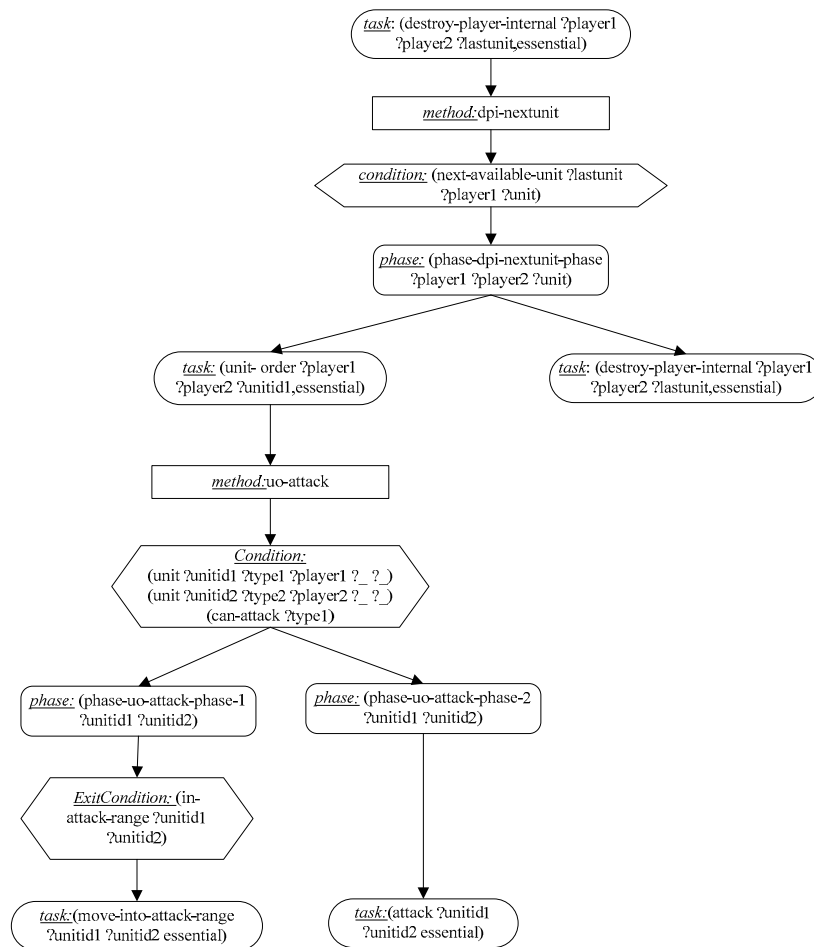 task: (destroy-player-internal ?player1
?player2 ?lastunit,essenstial)
method:dpi-nextunit
condition: (next-available-unit ?lastunit
?player1 ?unit)
phase: (phase-dpi-nextunit-phase
?player1 ?player2 ?unit)
task: (unit- order ?player1
?player2 ?unitid1,essenstial)
task: (destroy-player-internal ?player1
?player2 ?lastunit,essenstial)
method:uo-attack
Condition:
(unit ?unitid1 ?type1 ?player1 ?_ ?_)
(unit ?unitid2 ?type2 ?player2 ?_ ?_)
(can-attack ?type1)
phase: (phase-uo-attack-phase-1
?unitid1 ?unitid2)
phase: (phase-uo-attack-phase-2
?unitid1 ?unitid2)
ExitCondition: (in-
attack-range ?unitid1
?unitid2)
task:(move-into-attack-range
?unitid1 ?unitid2 essential)
task:(attack ?unitid1
?unitid2 essential)